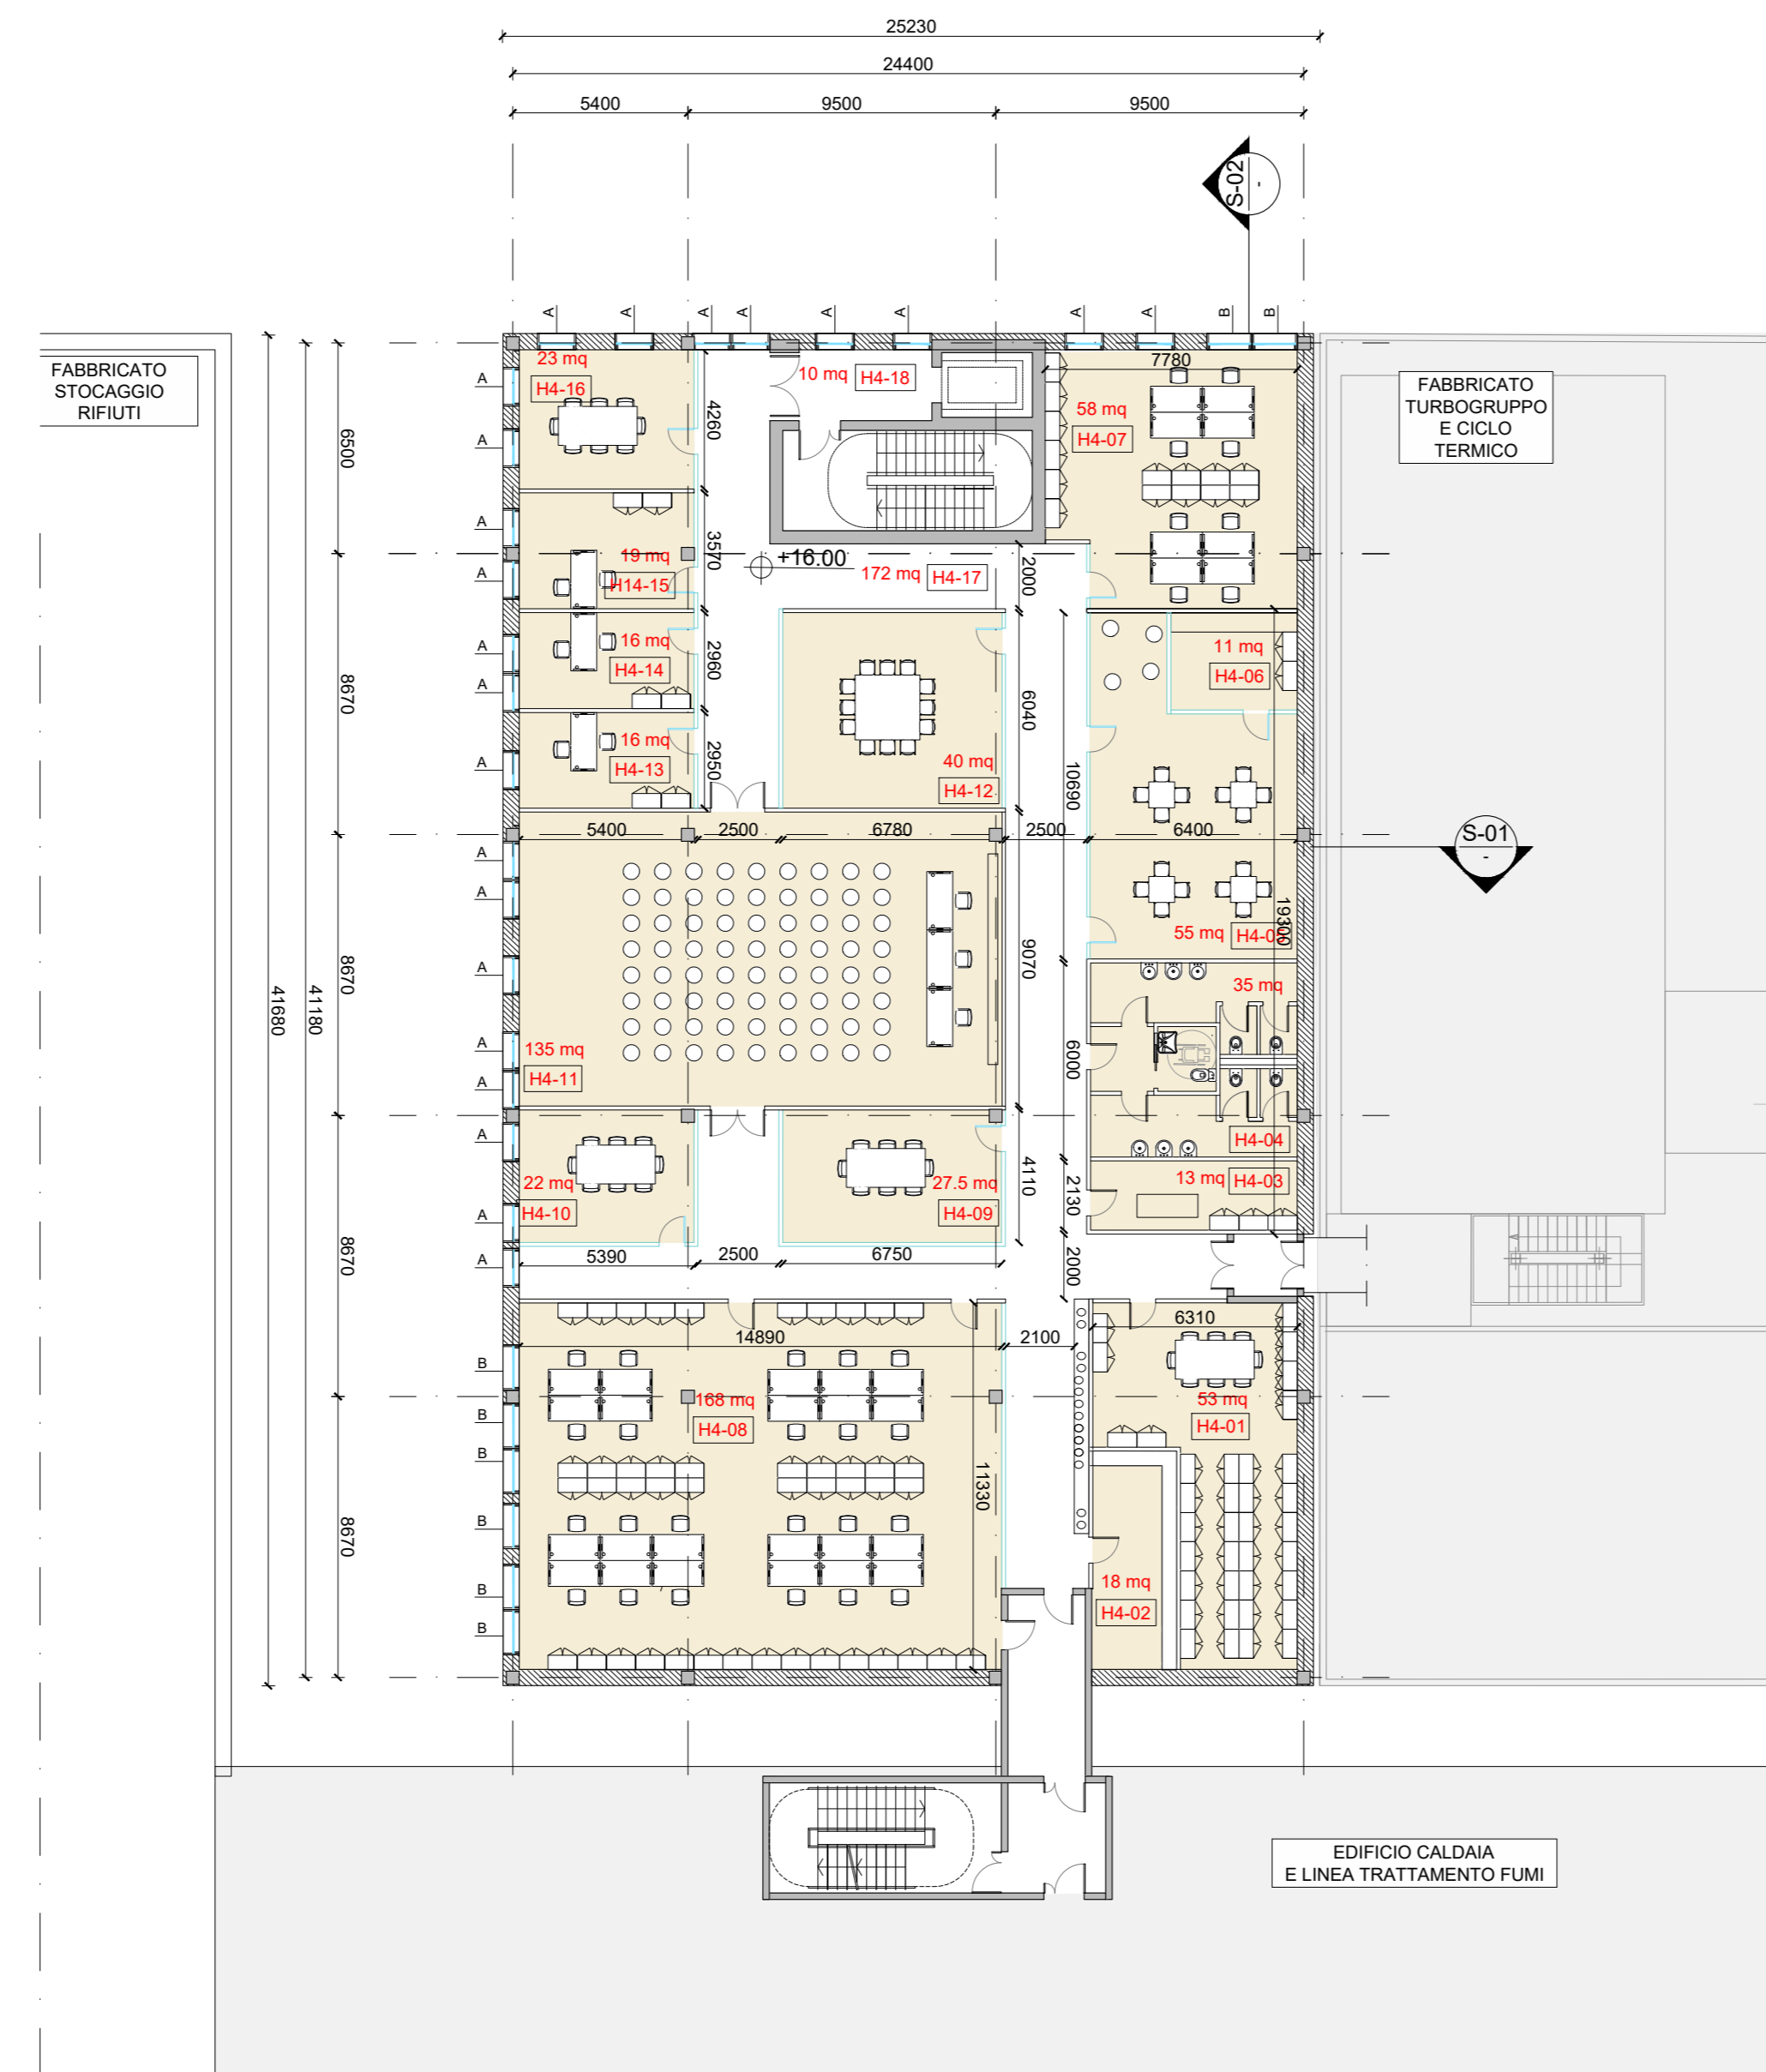 25230
24400
5400
9500
9500
S-02
-
A
A
A
A
A
A
A
A
B
B
FABBRICATO
STOCAGGIO
RIFIUTI
FABBRICATO
TURBOGRUPPO
E CICLO
TERMICO
23 mq
H4-16
10 mq
H4-18
7780
58 mq
H4-07
4260
6500
A
A
A
A
3570
19 mq
H14-15
+16.00
172 mq
H4-17
2000
16 mq
H4-14
2960
A
A
8670
6040
11 mq
H4-06
16 mq
H4-13
2950
A
40 mq
H4-12
10690
5400
2500
6780
2500
6400
S-01
-
A
A
A
A
A
8670
41680
41180
9070
19300
55 mq
H4-05
35 mq
6000
135 mq
H4-11
H4-04
A
A
A
22 mq
H4-10
27.5 mq
H4-09
4110
13 mq
H4-03
2130
8670
5390
2500
6750
2000
14890
2100
6310
168 mq
H4-08
53 mq
H4-01
B
B
B
B
B
B
11330
8670
18 mq
H4-02
EDIFICIO CALDAIA
E LINEA TRATTAMENTO FUMI